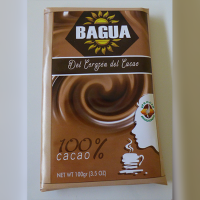 BAGUA
Del Corazon del Cacao
100%
cacao
NET WT 100gr (3.5 OZ)